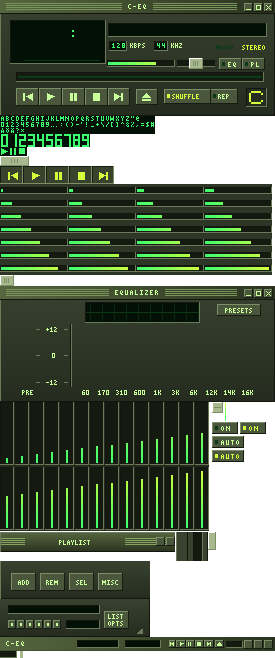 C-EQ
:
128 KBPS 44 KHZ STEREO
EQ PL
SHUFFLE REP C
ABCDEFGHIJKLMNOPQRSTUVWXYZ"@
0 1234567890
EQUALIZER
PRESETS
+12
0
-12
PRE 60 170 310 600 1K 3K 6K 12K 14K 16K
ON ON
AUTO
AUTO
PLAYLIST
ADD REM SEL MISC
LIST
OPTS
C-EQ